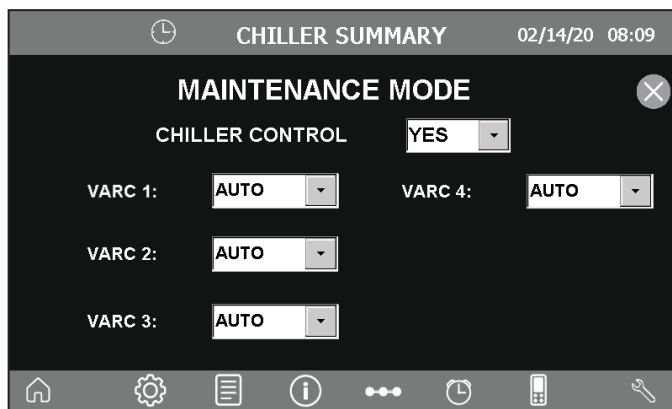 CHILLER SUMMARY 02/14/20 08:09
MAINTENANCE MODE
CHILLER CONTROL YES
VARC 1: AUTO VARC 4: AUTO
VARC 2: AUTO
VARC 3: AUTO